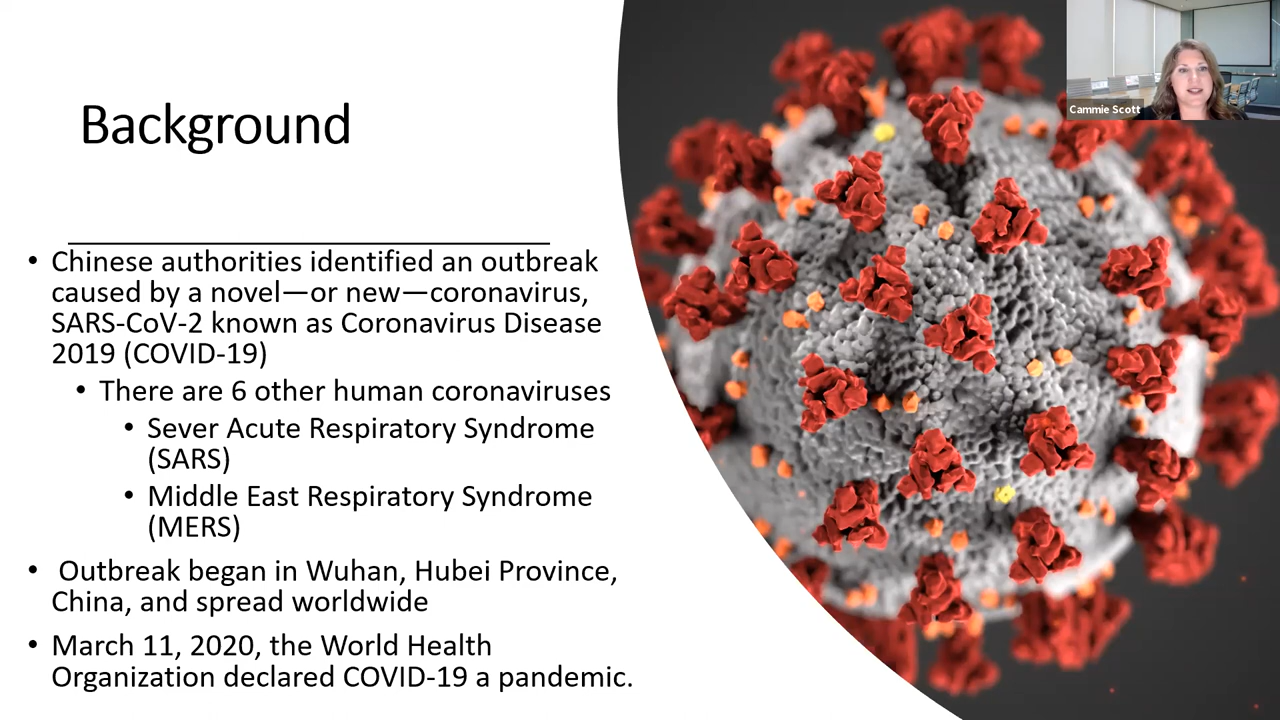 Background
• Chinese authorities identified an outbreak
caused by a novel—or new—coronavirus,
SARS-CoV-2 known as Coronavirus Disease
2019 (COVID-19)
• There are 6 other human coronaviruses
• Sever Acute Respiratory Syndrome
(SARS)
• Middle East Respiratory Syndrome
(MERS)
• Outbreak began in Wuhan, Hubei Province,
China, and spread worldwide
• March 11, 2020, the World Health
Organization declared COVID-19 a pandemic.
Cammie Scott